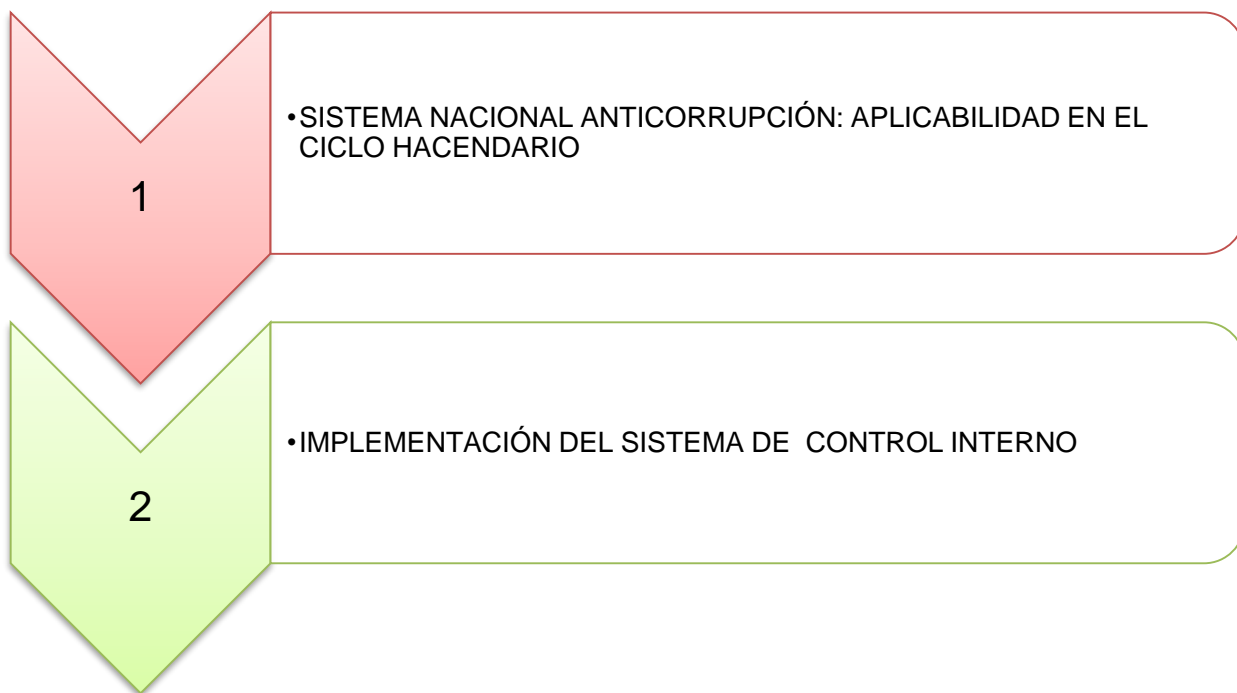 1
•SISTEMA NACIONAL ANTICORRUPCIÓN: APLICABILIDAD EN EL
CICLO HACENDARIO
2
•IMPLEMENTACIÓN DEL SISTEMA DE  CONTROL INTERNO